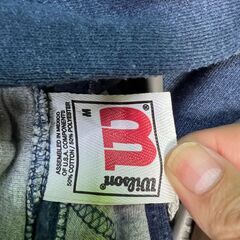 Wilson
M
ASSEMBLED IN MEXICO
OF U.S.A. COMPONENTS
50% COTTON / 50% POLYESTER